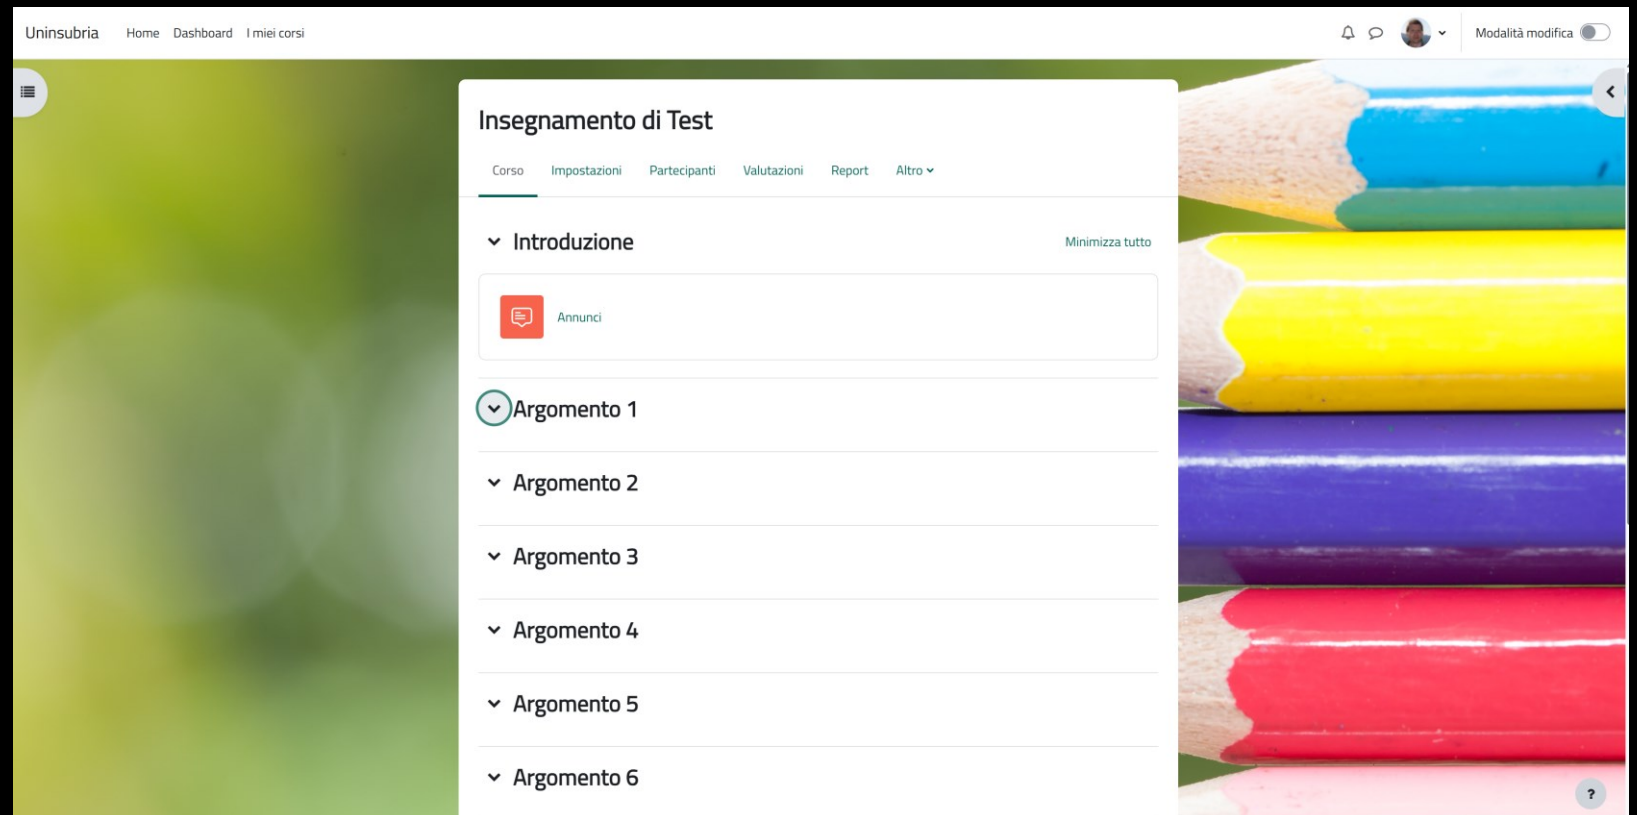 Uninsubria Home Dashboard I miei corsi Modalità modifica
Insegnamento di Test
Corso Impostazioni Partecipanti Valutazioni Report Altro
Introduzione Minimizza tutto
Annunci
Argomento 1
Argomento 2
Argomento 3
Argomento 4
Argomento 5
Argomento 6
?